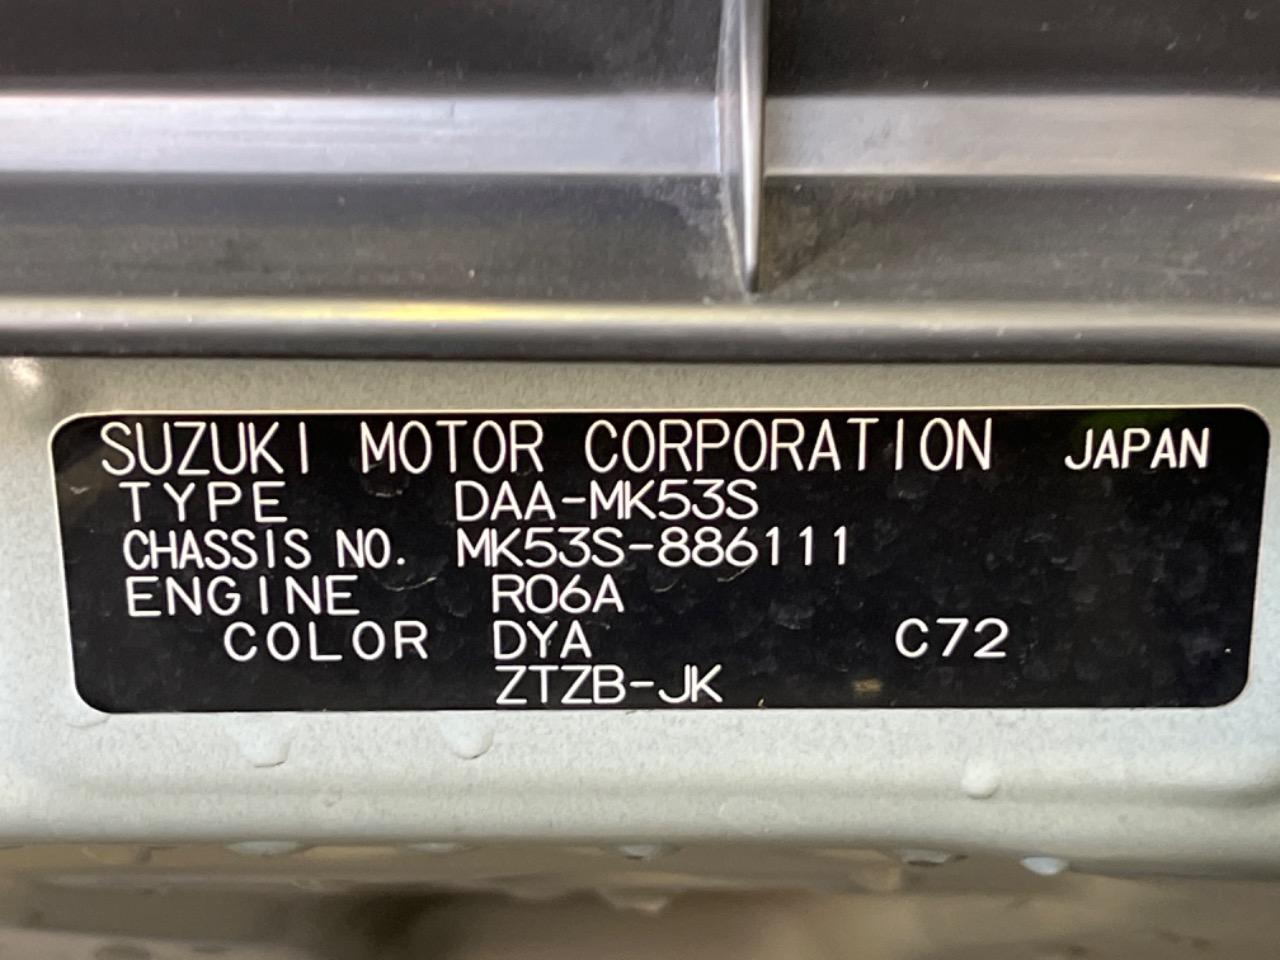 SUZUKI MOTOR CORPORATION JAPAN
TYPE DAA-MK53S
CHASSIS NO. MK53S-886111
ENGINE R06A
COLOR DYA C72
ZTZB-JK